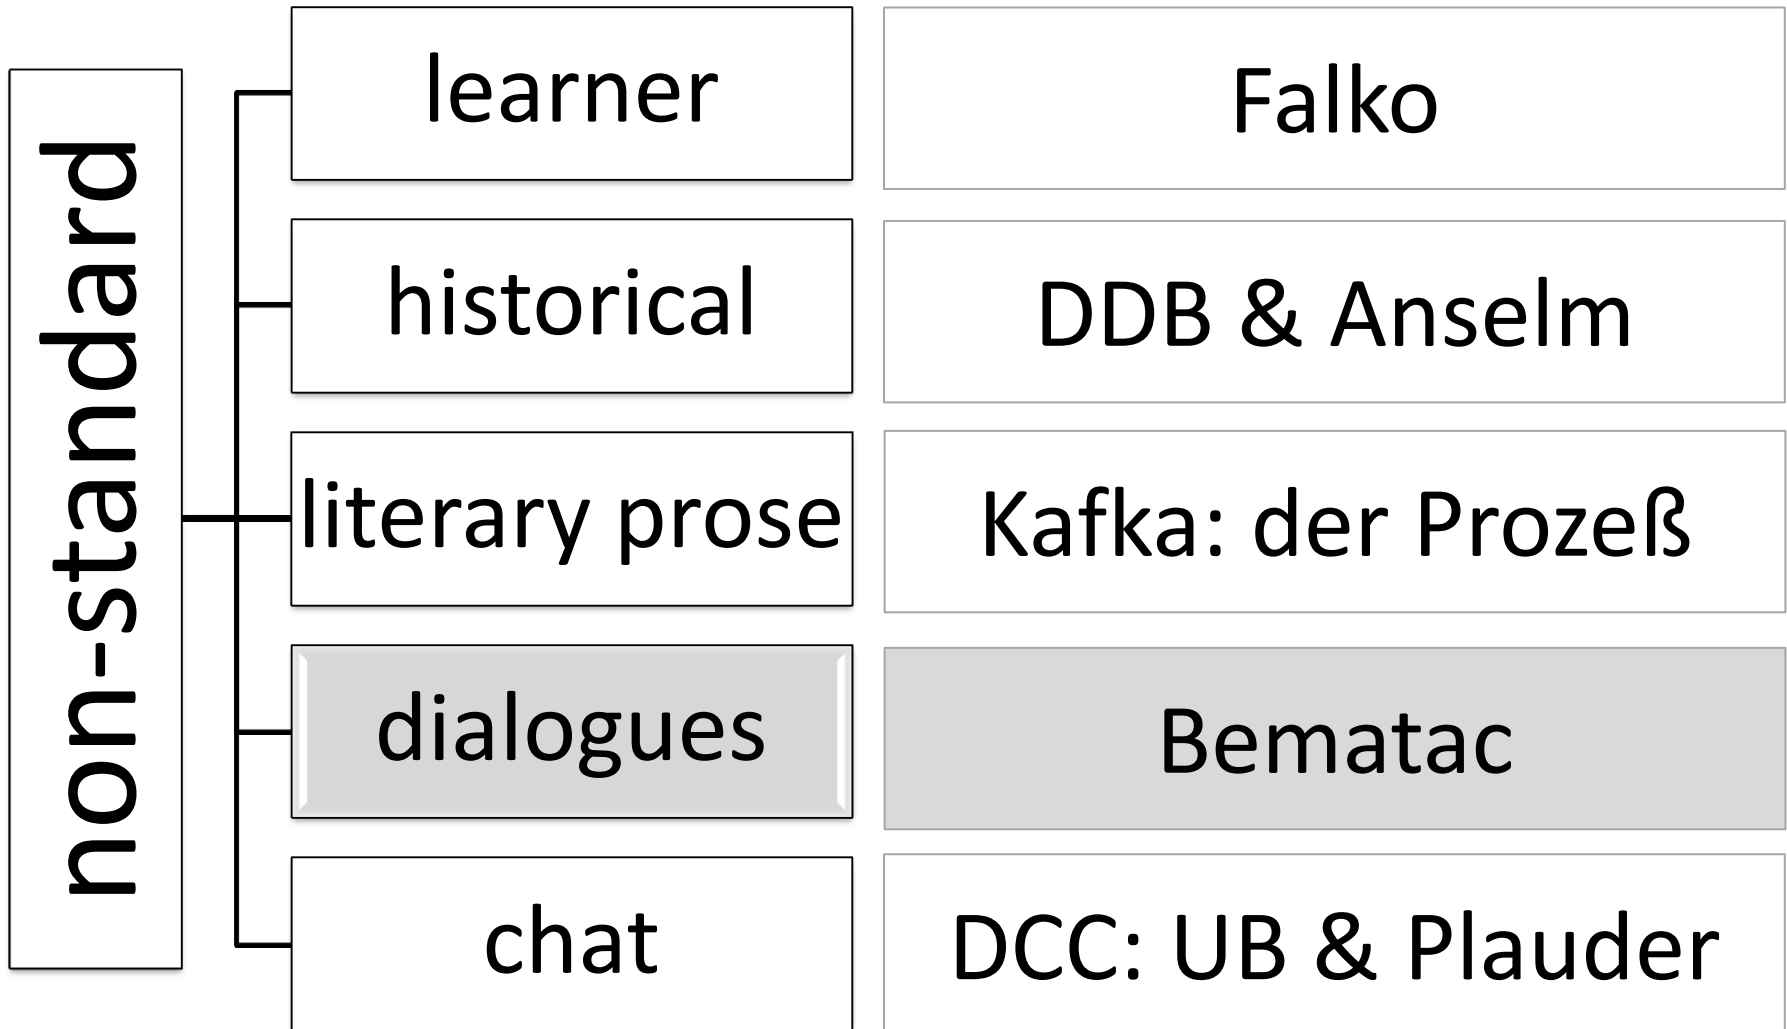 non-standard
learner
Falko
historical
DDB & Anselm
literary prose
Kafka: der Prozeß
dialogues
Bematac
chat
DCC: UB & Plauder